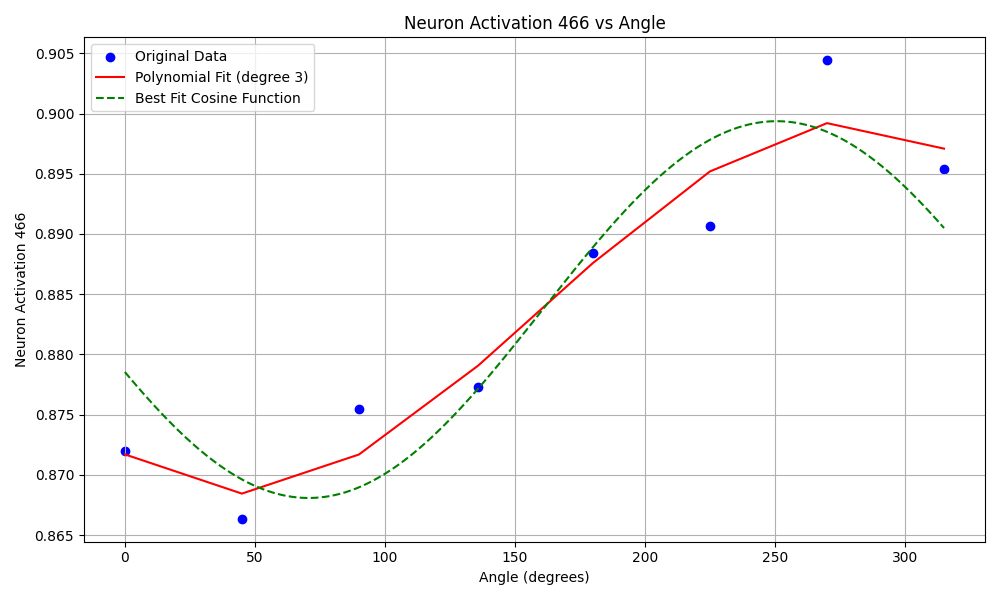 Neuron Activation 466 vs Angle
Original Data
Polynomial Fit (degree 3)
Best Fit Cosine Function
Neuron Activation 466
0.905
0.900
0.895
0.890
0.885
0.880
0.875
0.870
0.865
0 50 100 150 200 250 300
Angle (degrees)